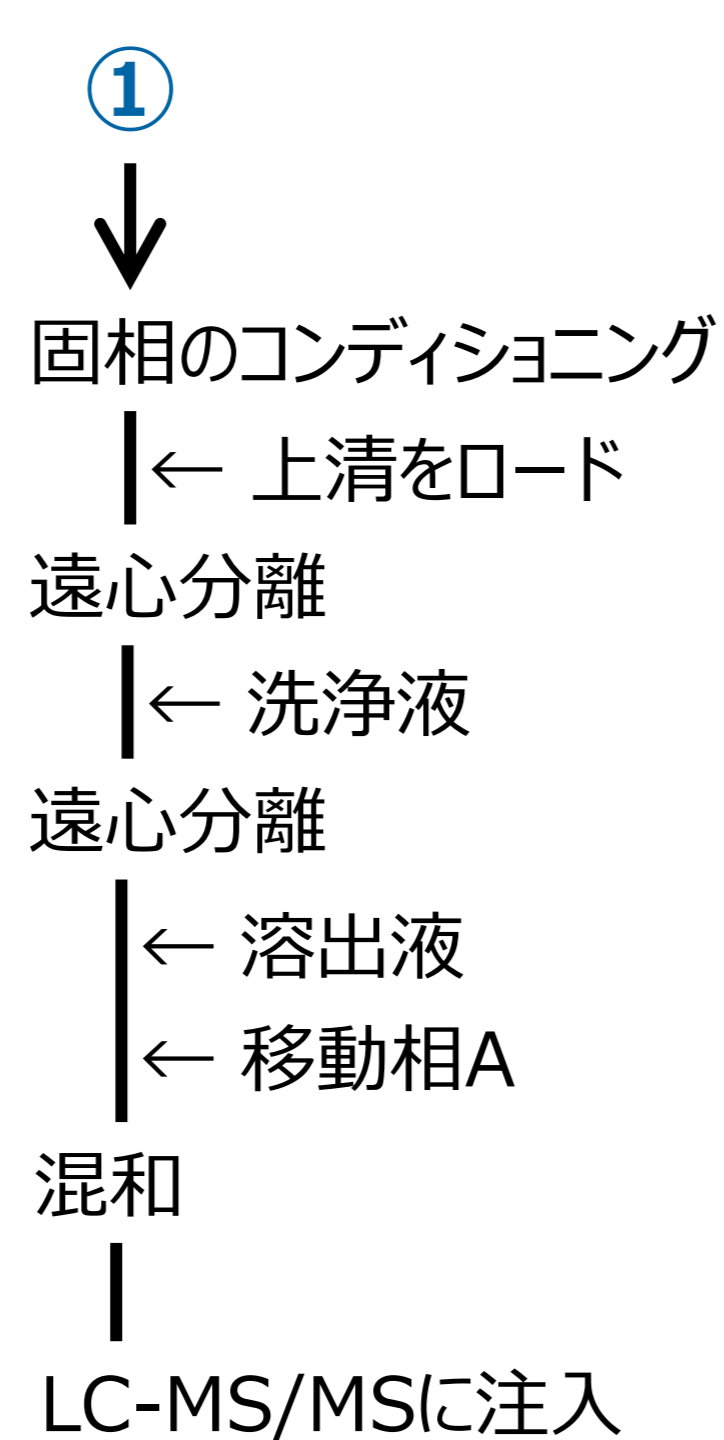 ①
固相のコンディショニング
← 上清をロード
遠心分離
← 洗浄液
遠心分離
← 溶出液
← 移動相A
混和
LC-MS/MSに注入